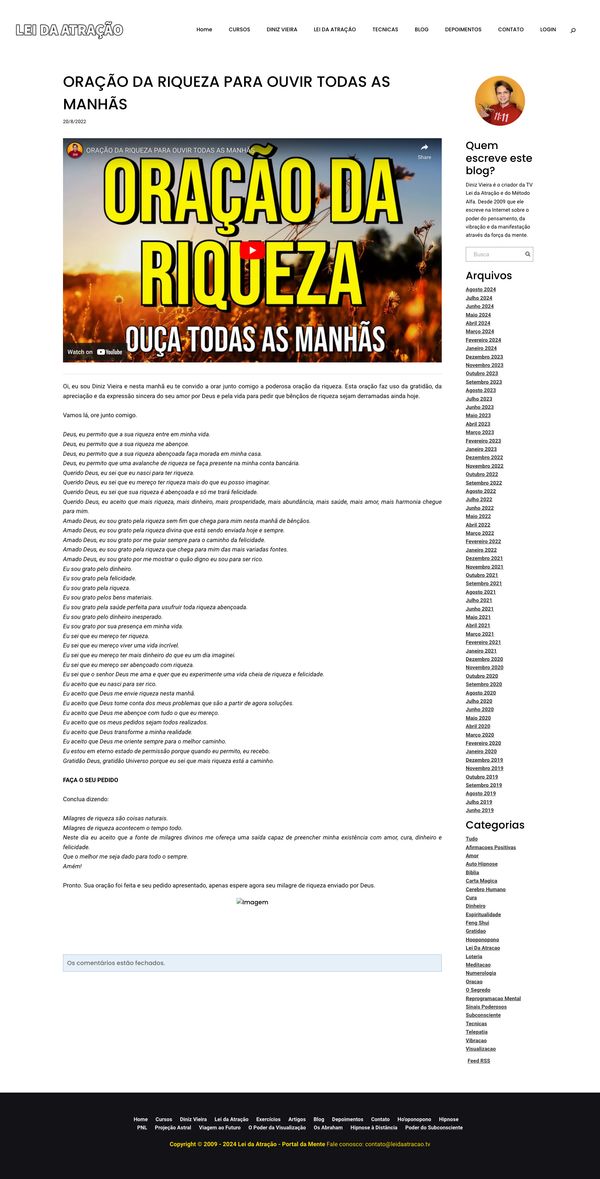 LEI DA ATRAÇÃO
Home CURSOS DINIZ VIEIRA LEI DA ATRAÇÃO TECNICAS BLOG DEPOIMENTOS CONTATO LOGIN
ORAÇÃO DA RIQUEZA PARA OUVIR TODAS AS
MANHÃS
20/8/2022
ORAÇÃO DA RIQUEZA PARA OUVIR TODAS AS MANHÃ
Share
ORAÇÃO DA
RIQUEZA
OUÇA TODAS AS MANHÃS
Watch on YouTube
Oi, eu sou Diniz Vieira e nesta manhã eu te convido a orar junto comigo a poderosa oração da riqueza. Esta oração faz uso da gratidão, da
apreciação e da expressão sincera do seu amor por Deus e pela vida para pedir que bênçãos de riqueza sejam derramadas ainda hoje.
Vamos lá, ore junto comigo.
Deus, eu permito que a sua riqueza entre em minha vida.
Deus, eu permito que a sua riqueza me abençoe.
Deus, eu permito que a sua riqueza abençoada faça morada em minha casa.
Deus, eu permito que uma avalanche de riqueza se faça presente na minha conta bancária.
Querido Deus, eu sei que eu nasci para ter riqueza.
Querido Deus, eu sei que eu mereço ter riqueza mais do que eu posso imaginar.
Querido Deus, eu sei que sua riqueza é abençoada e só me trará felicidade.
Querido Deus, eu aceito que mais riqueza, mais dinheiro, mais prosperidade, mais abundância, mais saúde, mais amor, mais harmonia chegue
para mim.
Amado Deus, eu sou grato pela riqueza sem fim que chega para mim nesta manhã de bênçãos.
Amado Deus, eu sou grato pela riqueza divina que está sendo enviada hoje e sempre.
Amado Deus, eu sou grato por me guiar sempre para o caminho da felicidade.
Amado Deus, eu sou grato pela riqueza que chega para mim das mais variadas fontes.
Amado Deus, eu sou grato por me mostrar o quão digno eu sou para ser rico.
Eu sou grato pelo dinheiro.
Eu sou grato pela felicidade.
Eu sou grato pela riqueza.
Eu sou grato pelos bens materiais.
Eu sou grato pela saúde perfeita para usufruir toda riqueza abençoada.
Eu sou grato pelo dinheiro inesperado.
Eu sou grato por sua presença em minha vida.
Eu sei que eu mereço ter riqueza.
Eu sei que eu mereço viver uma vida incrível.
Eu sei que eu mereço ter mais dinheiro do que eu um dia imaginei.
Eu sei que eu mereço ser abençoado com riqueza.
Eu sei que o senhor Deus me ama e quer que eu experimente uma vida cheia de riqueza e felicidade.
Eu aceito que eu nasci para ser rico.
Eu aceito que Deus me envie riqueza nesta manhã.
Eu aceito que Deus tome conta dos meus problemas que são a partir de agora soluções.
Eu aceito que Deus me abençoe com tudo o que eu mereço.
Eu aceito que os meus pedidos sejam todos realizados.
Eu aceito que Deus transforme a minha realidade.
Eu aceito que Deus me oriente sempre para o melhor caminho.
Eu estou em eterno estado de permissão porque quando eu permito, eu recebo.
Gratidão Deus, gratidão Universo porque eu sei que mais riqueza está a caminho.
FAÇA O SEU PEDIDO
Conclua dizendo:
Milagres de riqueza são coisas naturais.
Milagres de riqueza acontecem o tempo todo.
Neste dia eu aceito que a fonte de milagres divinos me ofereça uma saída capaz de preencher minha existência com amor, cura, dinheiro e
felicidade.
Que o melhor me seja dado para todo o sempre.
Amém!
Pronto. Sua oração foi feita e seu pedido apresentado, apenas espere agora seu milagre de riqueza enviado por Deus.
Imagem
Os comentários estão fechados.
11:11
Quem
escreve este
blog?
Diniz Vieira é o criador da TV
Lei da Atração e do Método
Alfa. Desde 2009 que ele
escreve na Internet sobre o
poder do pensamento, da
vibração e da manifestação
através da força da mente.
Busca
Arquivos
Agosto 2024
Julho 2024
Junho 2024
Maio 2024
Abril 2024
Março 2024
Fevereiro 2024
Janeiro 2024
Dezembro 2023
Novembro 2023
Outubro 2023
Setembro 2023
Agosto 2023
Julho 2023
Junho 2023
Maio 2023
Abril 2023
Março 2023
Fevereiro 2023
Janeiro 2023
Dezembro 2022
Novembro 2022
Outubro 2022
Setembro 2022
Agosto 2022
Julho 2022
Junho 2022
Maio 2022
Abril 2022
Março 2022
Fevereiro 2022
Janeiro 2022
Dezembro 2021
Novembro 2021
Outubro 2021
Setembro 2021
Agosto 2021
Julho 2021
Junho 2021
Maio 2021
Abril 2021
Março 2021
Fevereiro 2021
Janeiro 2021
Dezembro 2020
Novembro 2020
Outubro 2020
Setembro 2020
Agosto 2020
Julho 2020
Junho 2020
Maio 2020
Abril 2020
Março 2020
Fevereiro 2020
Janeiro 2020
Dezembro 2019
Novembro 2019
Outubro 2019
Setembro 2019
Agosto 2019
Julho 2019
Junho 2019
Categorias
Tudo
Afirmacoes Positivas
Amor
Auto Hipnose
Biblia
Carta Magica
Cerebro Humano
Cura
Dinheiro
Espiritualidade
Feng Shui
Gratidao
Hooponopono
Lei Da Atracao
Loteria
Meditacao
Numerologia
Oracao
O Segredo
Reprogramacao Mental
Sinais Poderosos
Subconsciente
Tecnicas
Telepatia
Vibracao
Visualizacao
Feed RSS
Home Cursos Diniz Vieira Lei da Atração Exercícios Artigos Blog Depoimentos Contato Ho'oponopono Hipnose
PNL Projeção Astral Viagem ao Futuro O Poder da Visualização Os Abraham Hipnose à Distância Poder do Subconsciente
Copyright © 2009 - 2024 Lei da Atração - Portal da Mente Fale conosco: contato@leidaatracao.tv